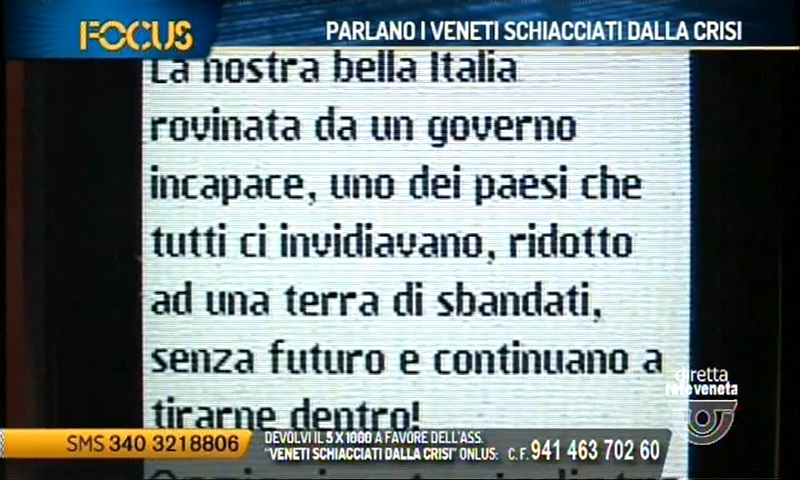 FOCUS
PARLANO I VENETI SCHIACCIATI DALLA CRISI
La nostra bella Italia
rovinata da un governo
incapace, uno dei paesi che
tutti ci invidiavano, ridotto
ad una terra di sbandati,
senza futuro e continuano a
tirarne dentro!
diretta
reteveneta
SMS 340 3218806
DEVOLVI IL 5 X 1000 A FAVORE DELL'ASS.
"VENETI SCHIACCIATI DALLA CRISI" ONLUS: C.F. 941 463 702 60